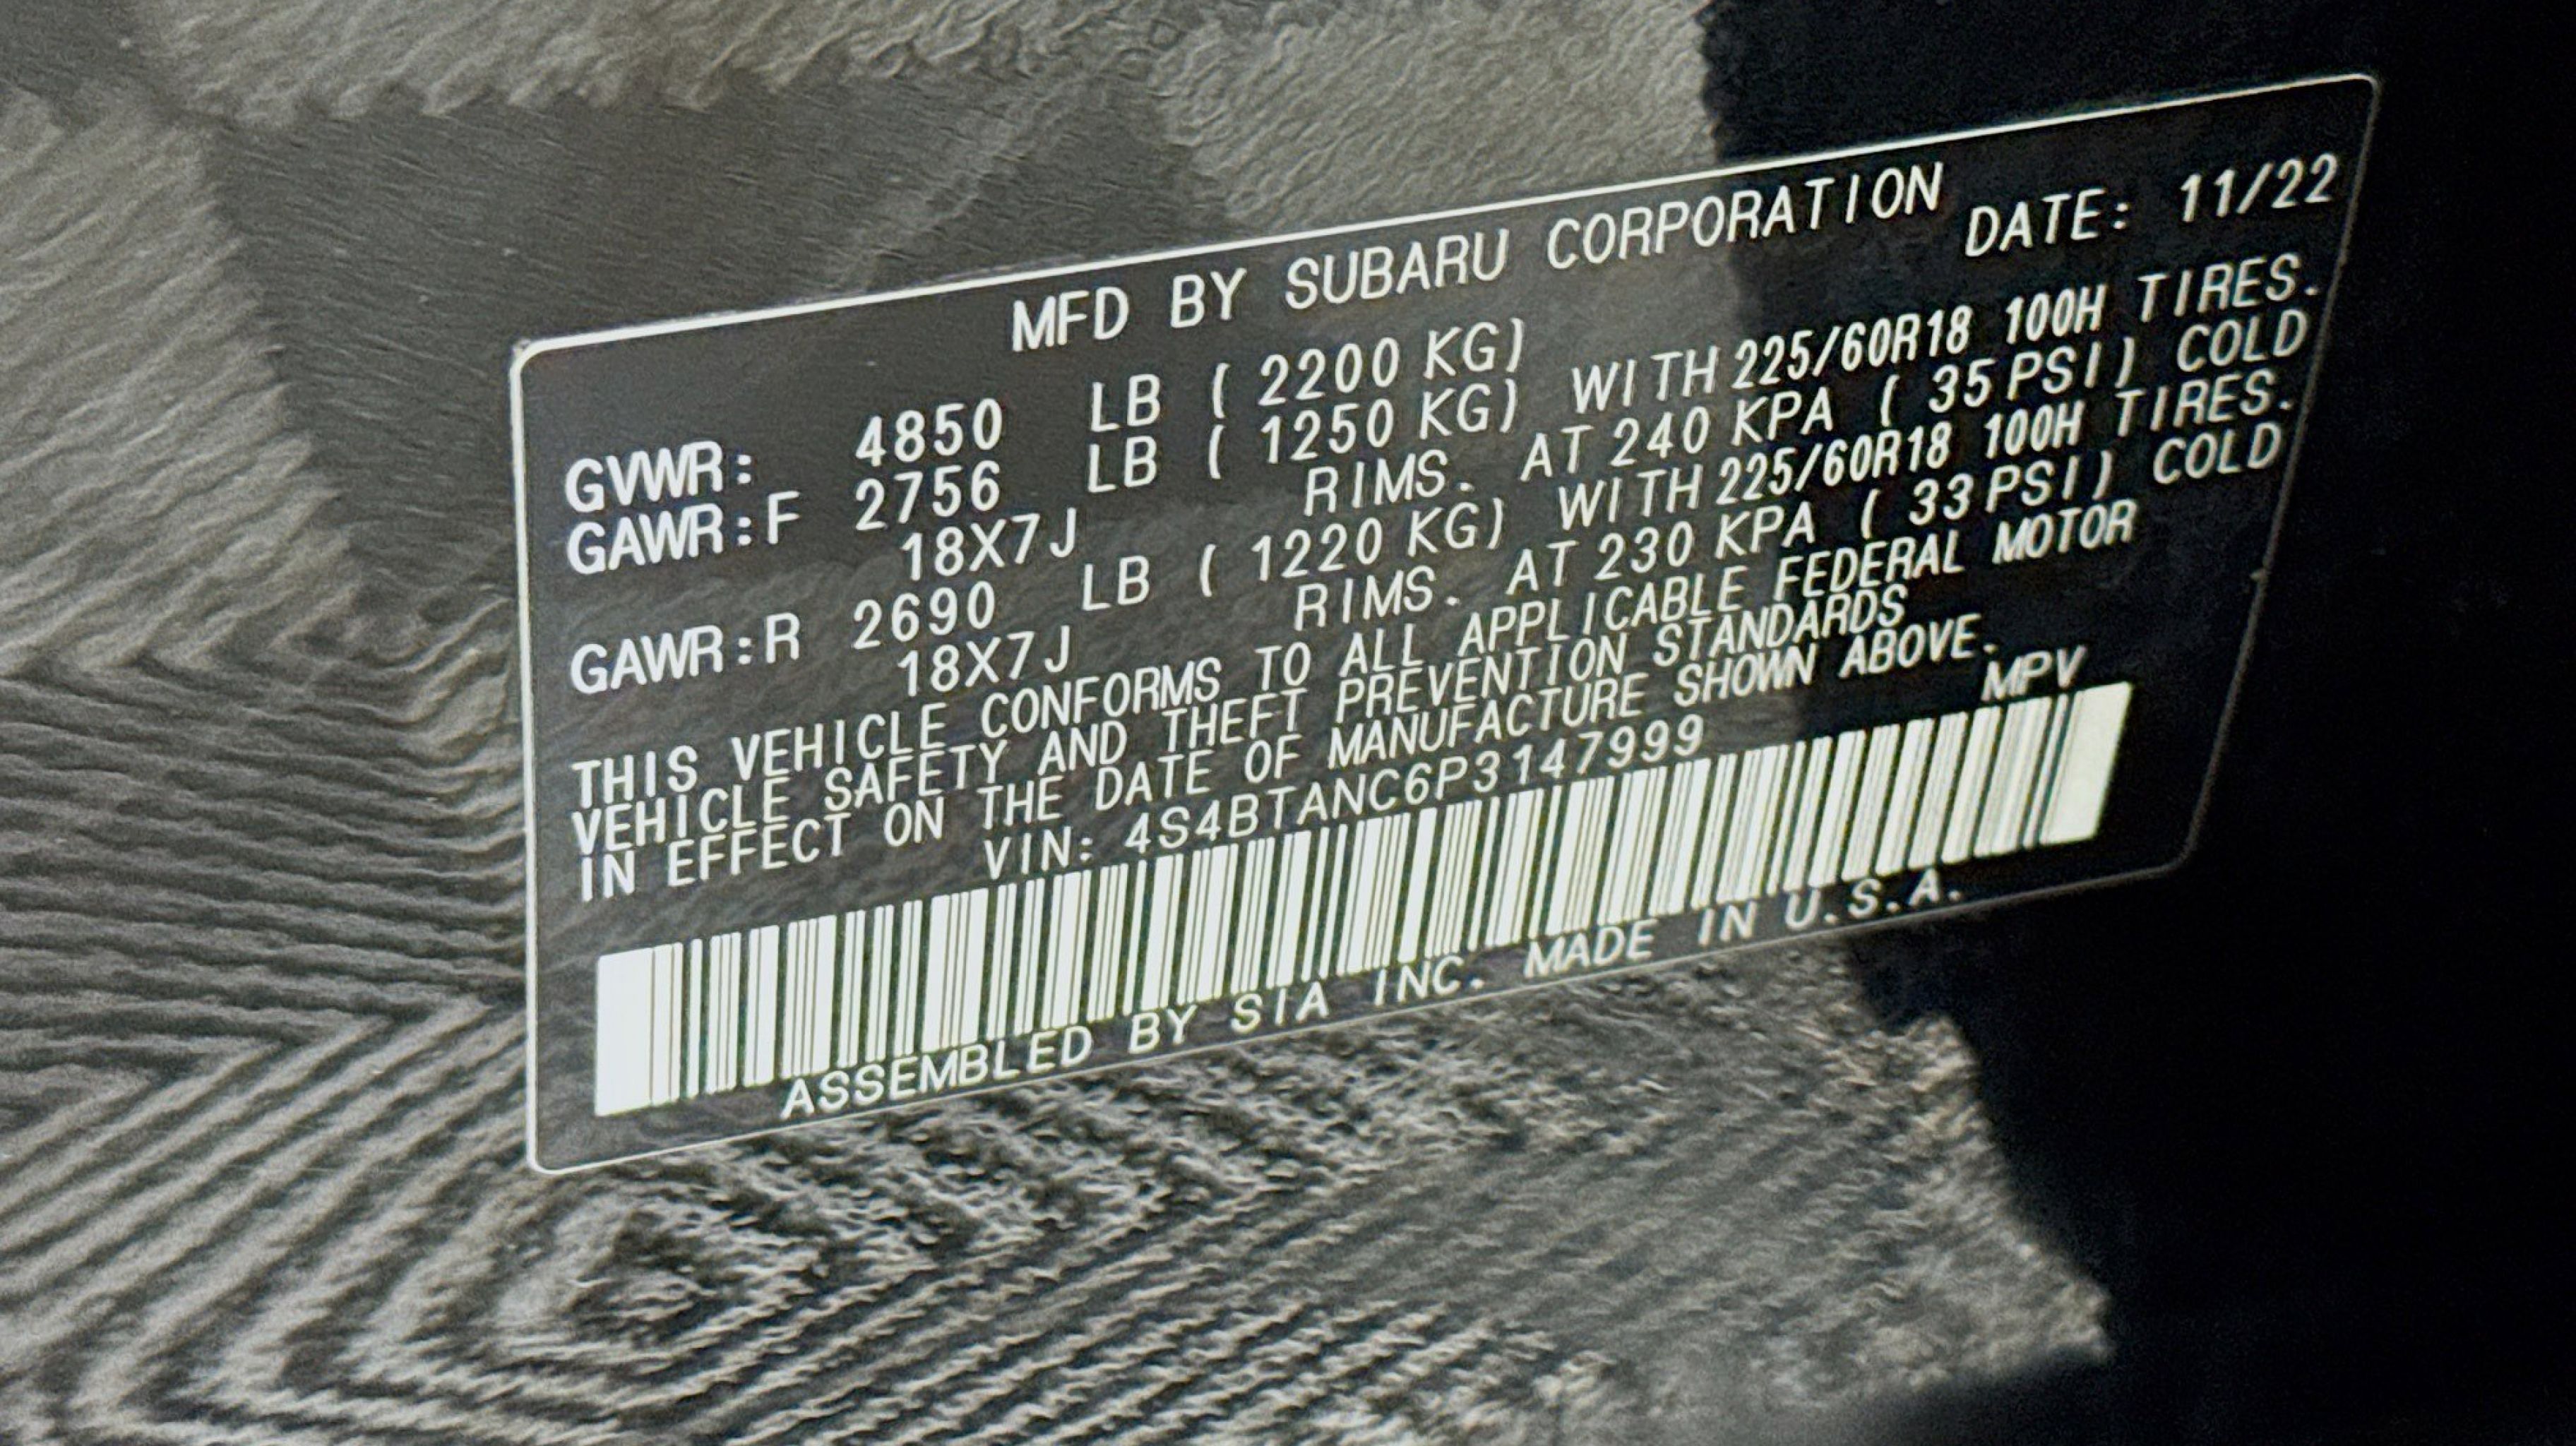 MFD BY SUBARU CORPORATION
DATE: 11/22
GVWR: 4850 LB ( 2200 KG)
GAWR:F 2756 LB ( 1250 KG) WITH 225/60R18 100H TIRES.
18X7J RIMS. AT 240 KPA ( 35PSI) COLD
GAWR:R 2690 LB ( 1220 KG) WITH 225/60R18 100H TIRES.
18X7J RIMS. AT 230 KPA ( 33PSI) COLD
THIS VEHICLE CONFORMS TO ALL APPLICABLE FEDERAL MOTOR
VEHICLE SAFETY AND THEFT PREVENTION STANDARDS
IN EFFECT ON THE DATE OF MANUFACTURE SHOWN ABOVE.
VIN: 4S4BTANC6P3147999 MPV
ASSEMBLED BY SIA INC. MADE IN U.S.A.